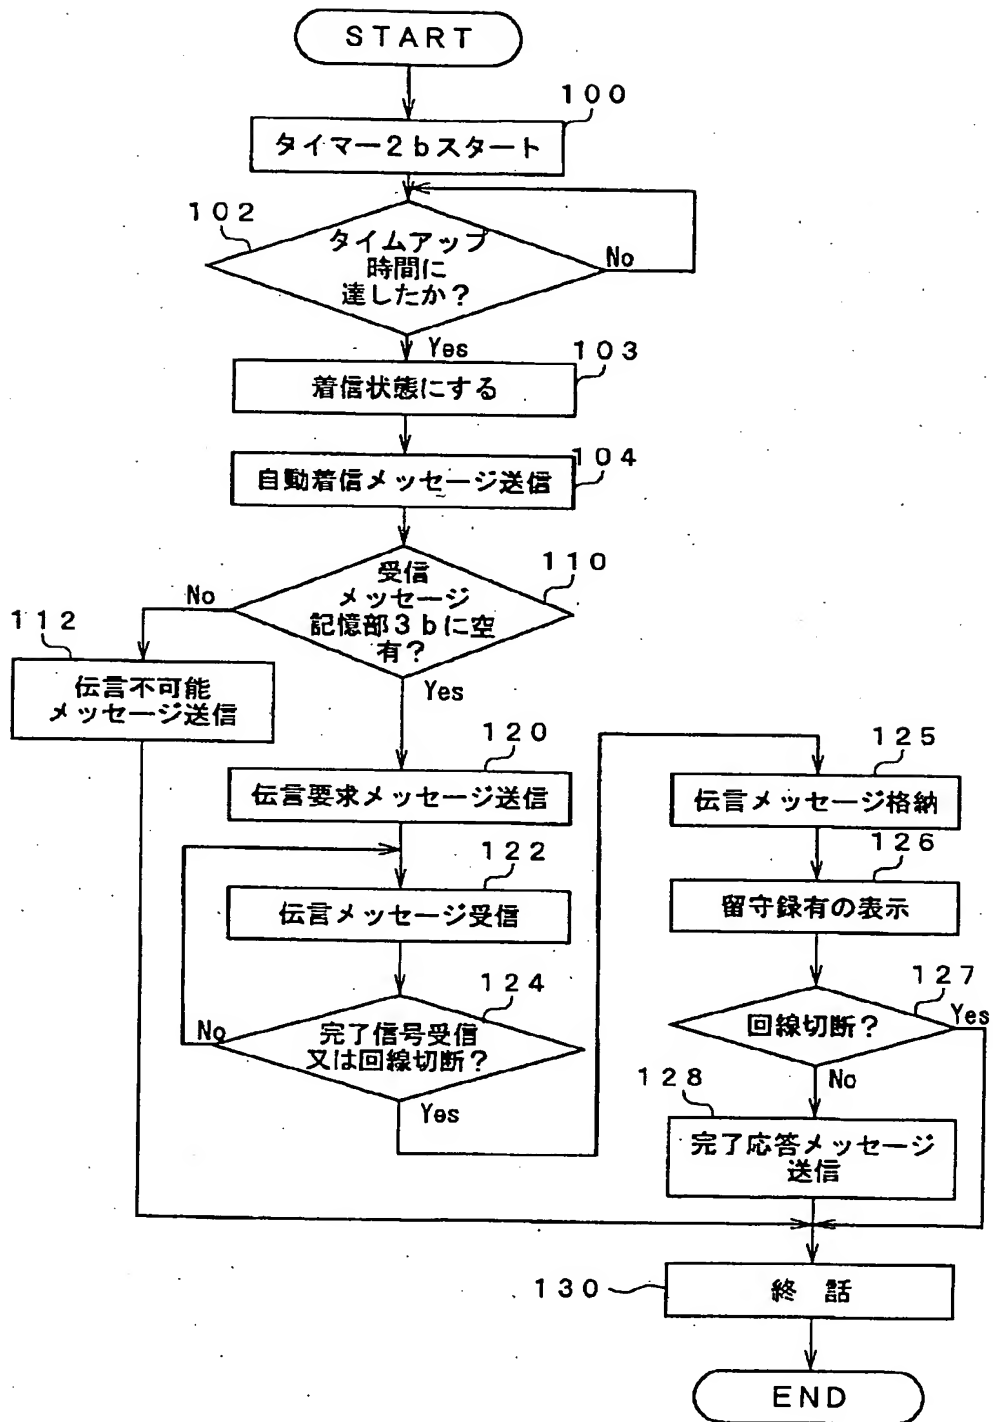 START
100
タイマー2bスタート
102
タイムアップ
時間に
達したか？
No
Yes
103
着信状態にする
104
自動着信メッセージ送信
110
受信
メッセージ
記憶部3bに空
有？
No
Yes
112
伝言不可能
メッセージ送信
120
伝言要求メッセージ送信
122
伝言メッセージ受信
124
完了信号受信
又は回線切断？
No
Yes
125
伝言メッセージ格納
126
留守録有の表示
127
回線切断？
Yes
No
128
完了応答メッセージ
送信
130
終 話
END